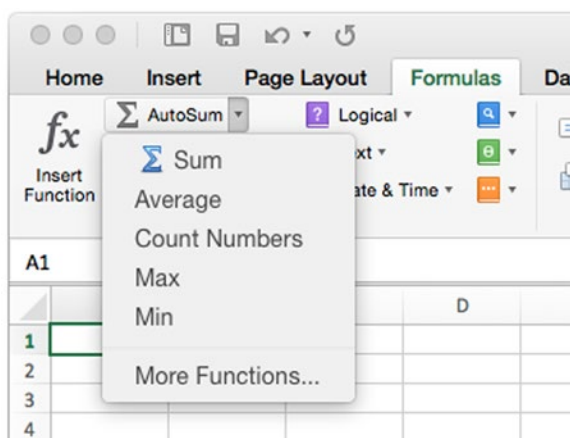 Home Insert Page Layout Formulas Da
fx
Insert
Function
Σ AutoSum
? Logical
xt
ate & Time
θ
Σ Sum
Average
Count Numbers
Max
Min
More Functions...
A1
D
1
2
3
4